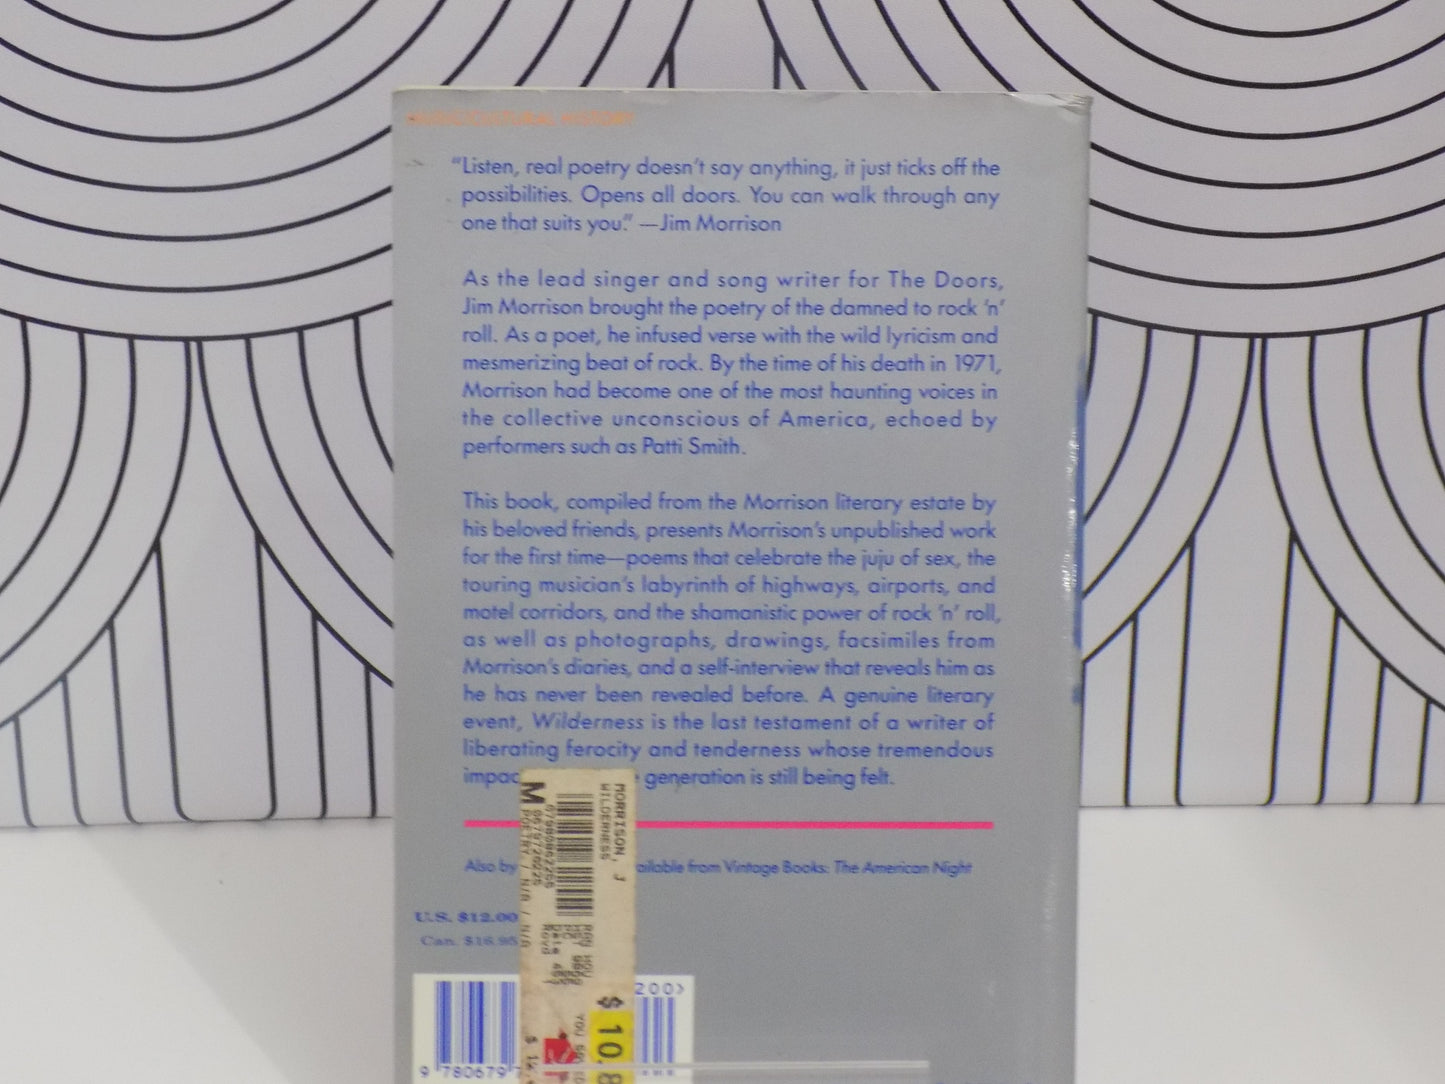 MUSIC/CULTURAL HISTORY
“Listen, real poetry doesn’t say anything, it just ticks off the
possibilities. Opens all doors. You can walk through any
one that suits you.” —Jim Morrison
As the lead singer and song writer for The Doors,
Jim Morrison brought the poetry of the damned to rock ’n’
roll. As a poet, he infused verse with the wild lyricism and
mesmerizing beat of rock. By the time of his death in 1971,
Morrison had become one of the most haunting voices in
the collective unconscious of America, echoed by
performers such as Patti Smith.
This book, compiled from the Morrison literary estate by
his beloved friends, presents Morrison’s unpublished work
for the first time—poems that celebrate the juju of sex, the
touring musician’s labyrinth of highways, airports, and
motel corridors, and the shamanistic power of rock ’n’ roll,
as well as photographs, drawings, facsimiles from
Morrison’s diaries, and a self-interview that reveals him as
he has never been revealed before. A genuine literary
event, Wilderness is the last testament of a writer of
liberating ferocity and tenderness whose tremendous
impac generation is still being felt.
Also by ailable from Vintage Books: The American Night
U.S. $12.00
Can. $16.95
MORRISON, J
WILDERNESS
M
POETRY / N/A / N/A
$ 10.8
200>
9 780679